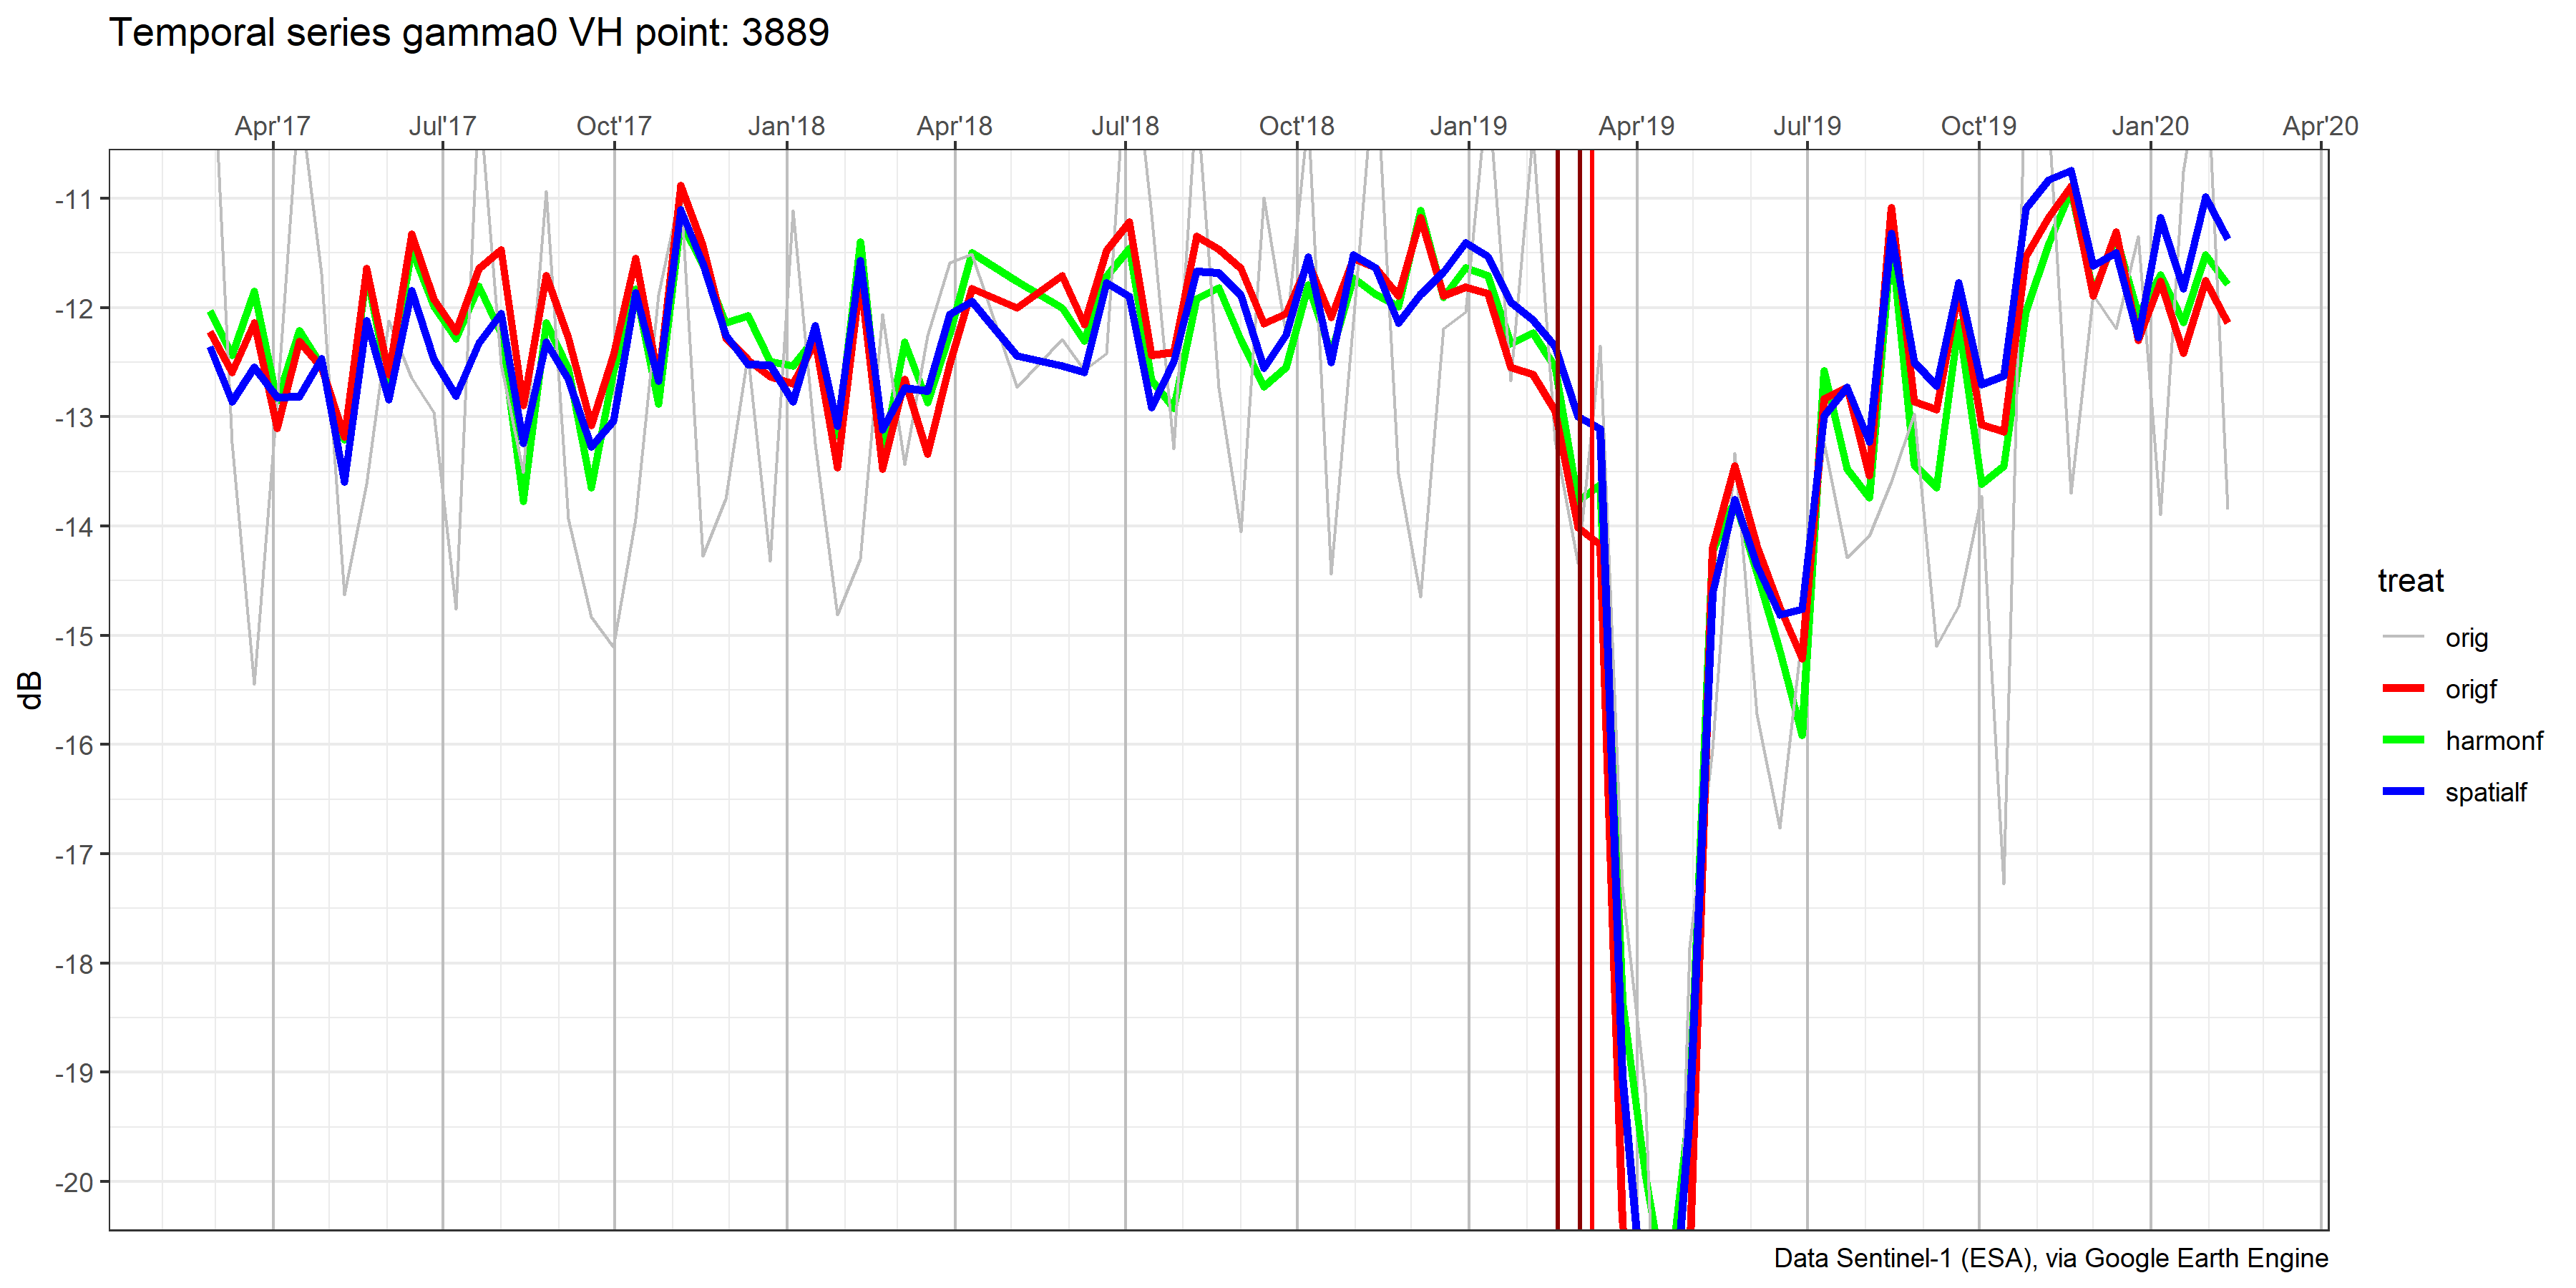 Temporal series gamma0 VH point: 3889
Apr'17 Jul'17 Oct'17 Jan'18 Apr'18 Jul'18 Oct'18 Jan'19 Apr'19 Jul'19 Oct'19 Jan'20 Apr'20
-11
-12
-13
-14
-15
-16
-17
-18
-19
-20
dB
treat
orig
origf
harmonf
spatialf
Data Sentinel-1 (ESA), via Google Earth Engine